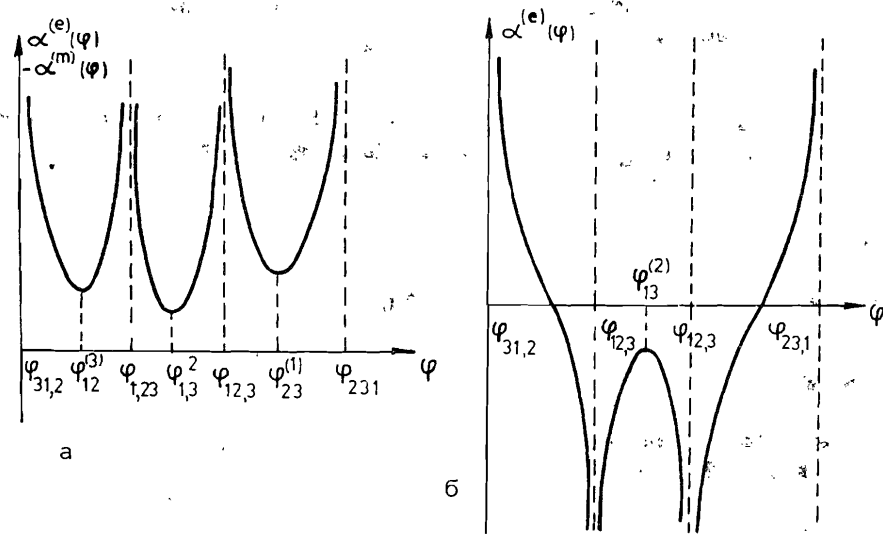 α^(e)(φ)
-α^(m)(φ)
φ_31,2 φ_12^(3) φ_1,23 φ_1,3^2 φ_12,3 φ_23^(1) φ_231 φ
а
α^(e)(φ)
φ_13^(2)
φ_31,2 φ_12,3 φ_12,3 φ_23,1 φ
б